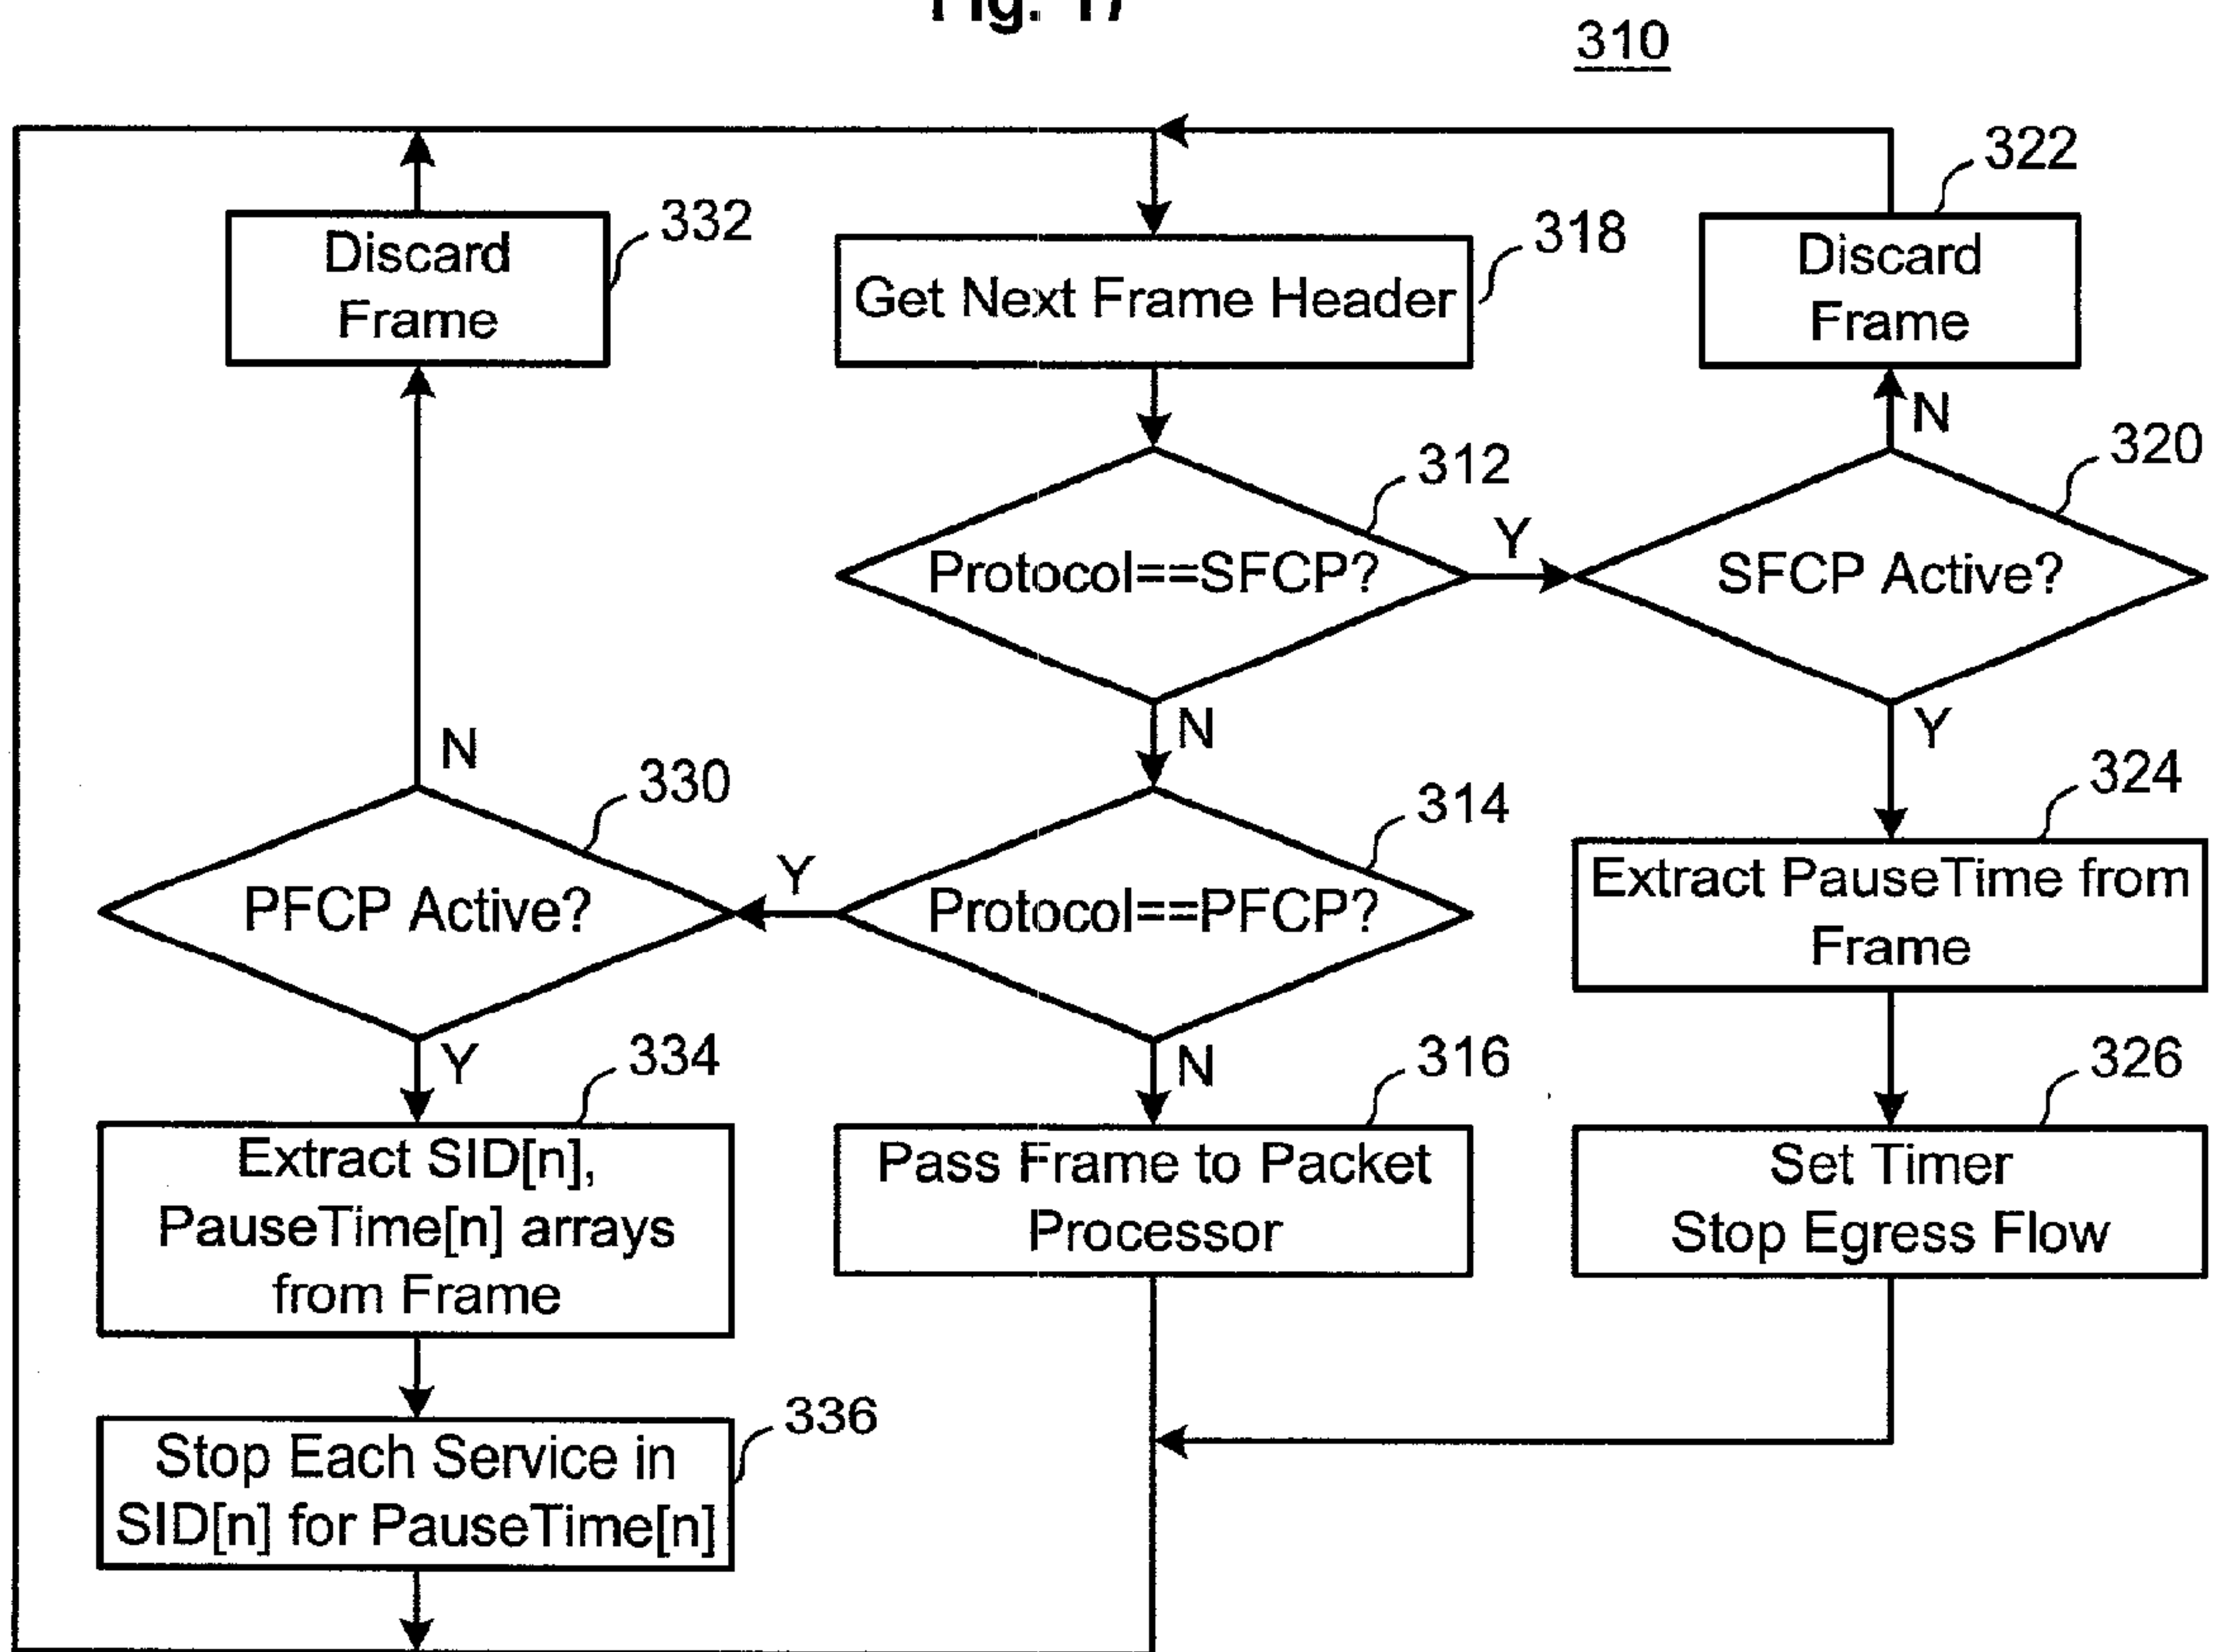 310
322
332
Discard
Frame
318
Get Next Frame Header
Discard
Frame
N
320
312
Protocol==SFCP?
Y
SFCP Active?
N
Y
N
330
324
314
PFCP Active?
Y
Protocol==PFCP?
Extract PauseTime from
Frame
Y
334
N
316
326
Extract SID[n],
PauseTime[n] arrays
from Frame
Pass Frame to Packet
Processor
Set Timer
Stop Egress Flow
336
Stop Each Service in
SID[n] for PauseTime[n]